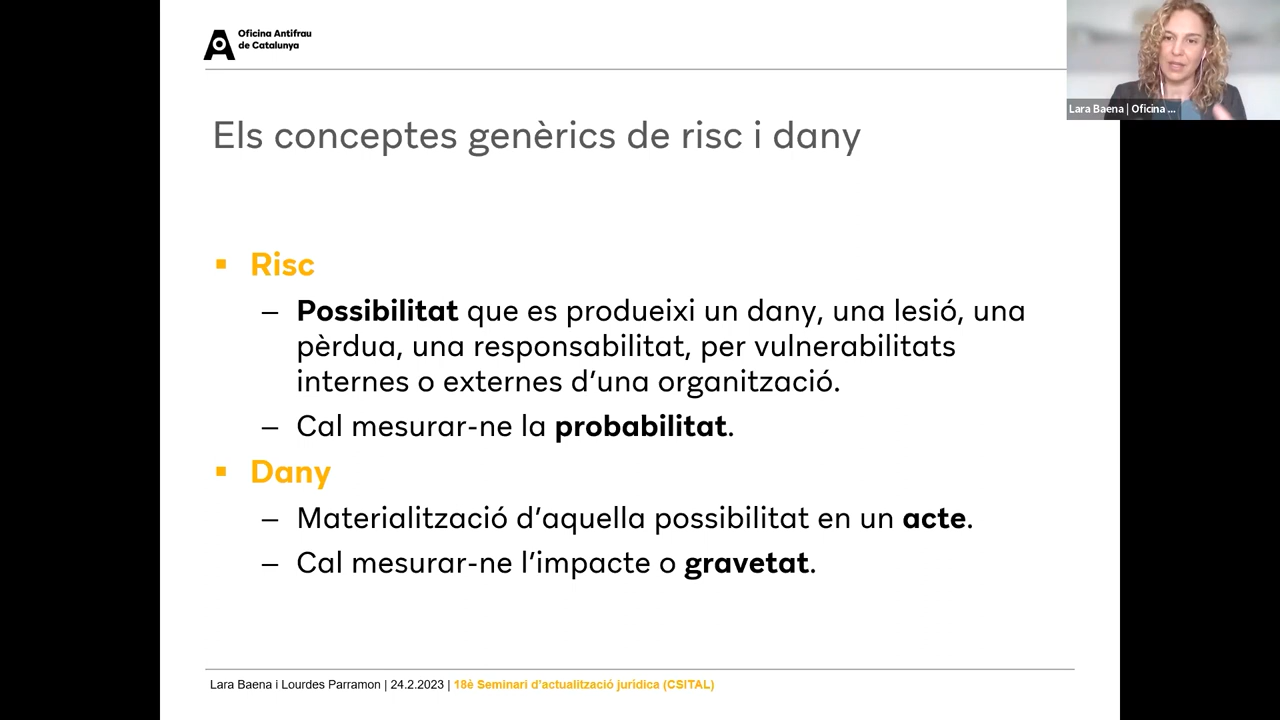 Oficina Antifrau
de Catalunya
Lara Baena | Oficina ...
Els conceptes genèrics de risc i dany
▪ Risc
– Possibilitat que es produeixi un dany, una lesió, una
pèrdua, una responsabilitat, per vulnerabilitats
internes o externes d’una organització.
– Cal mesurar-ne la probabilitat.
▪ Dany
– Materialització d’aquella possibilitat en un acte.
– Cal mesurar-ne l’impacte o gravetat.
Lara Baena i Lourdes Parramon | 24.2.2023 | 18è Seminari d’actualització jurídica (CSITAL)